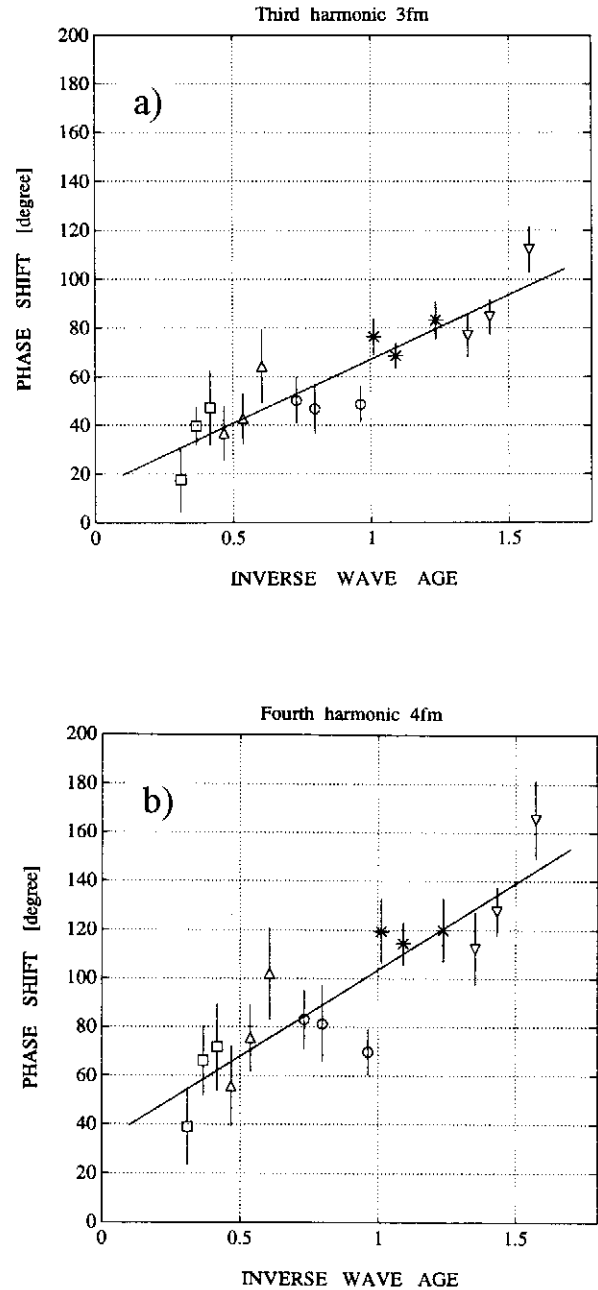 Third harmonic 3fm
200
180
a)
160
140
120
100
80
60
40
20
0
PHASE SHIFT [degree]
0 0.5 1 1.5
INVERSE WAVE AGE
Fourth harmonic 4fm
200
180
b)
160
140
120
100
80
60
40
20
0
PHASE SHIFT [degree]
0 0.5 1 1.5
INVERSE WAVE AGE